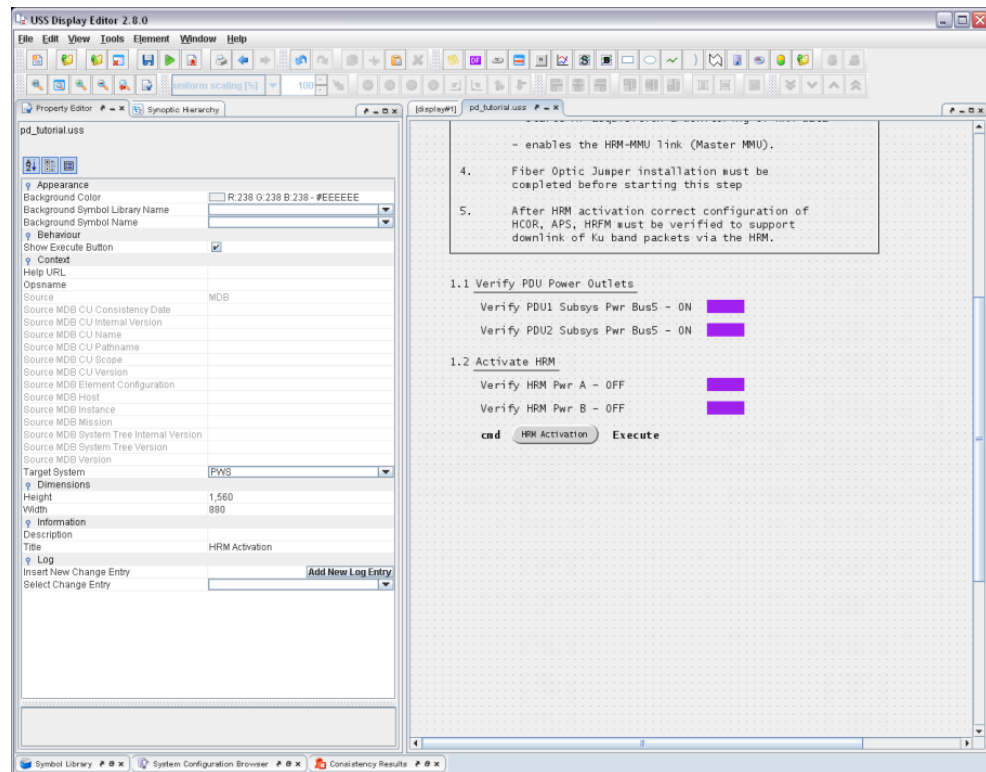 USS Display Editor 2.8.0
File Edit View Tools Element Window Help
uniform scaling [%] 100
Property Editor Synoptic Hierarchy [display#1] pd_tutorial.uss
pd_tutorial.uss
Appearance
Background Color R:238 G:238 B:238 - #EEEEEE
Background Symbol Library Name
Background Symbol Name
Behaviour
Show Execute Button
Context
Help URL
Opsname
Source MDB
Source MDB CU Consistency Date
Source MDB CU Internal Version
Source MDB CU Name
Source MDB CU Pathname
Source MDB CU Scope
Source MDB CU Version
Source MDB Element Configuration
Source MDB Host
Source MDB Instance
Source MDB Mission
Source MDB System Tree Internal Version
Source MDB System Tree Version
Source MDB Version
Target System PWS
Dimensions
Height 1,560
Width 880
Information
Description
Title HRM Activation
Log
Insert New Change Entry Add New Log Entry
Select Change Entry
- enables the HRM-MMU link (Master MMU).
4. Fiber Optic Jumper installation must be
completed before starting this step
5. After HRM activation correct configuration of
HCOR, APS, HRFM must be verified to support
downlink of Ku band packets via the HRM.
1.1 Verify PDU Power Outlets
Verify PDU1 Subsys Pwr Bus5 - ON
Verify PDU2 Subsys Pwr Bus5 - ON
1.2 Activate HRM
Verify HRM Pwr A - OFF
Verify HRM Pwr B - OFF
cmd HRM Activation Execute
Symbol Library System Configuration Browser Consistency Results